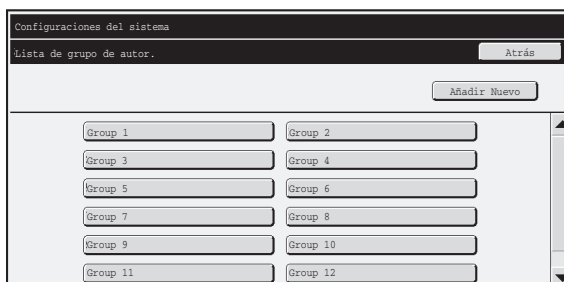 Configuraciones del sistema
Lista de grupo de autor.
Atrás
Añadir Nuevo
Group 1
Group 2
Group 3
Group 4
Group 5
Group 6
Group 7
Group 8
Group 9
Group 10
Group 11
Group 12